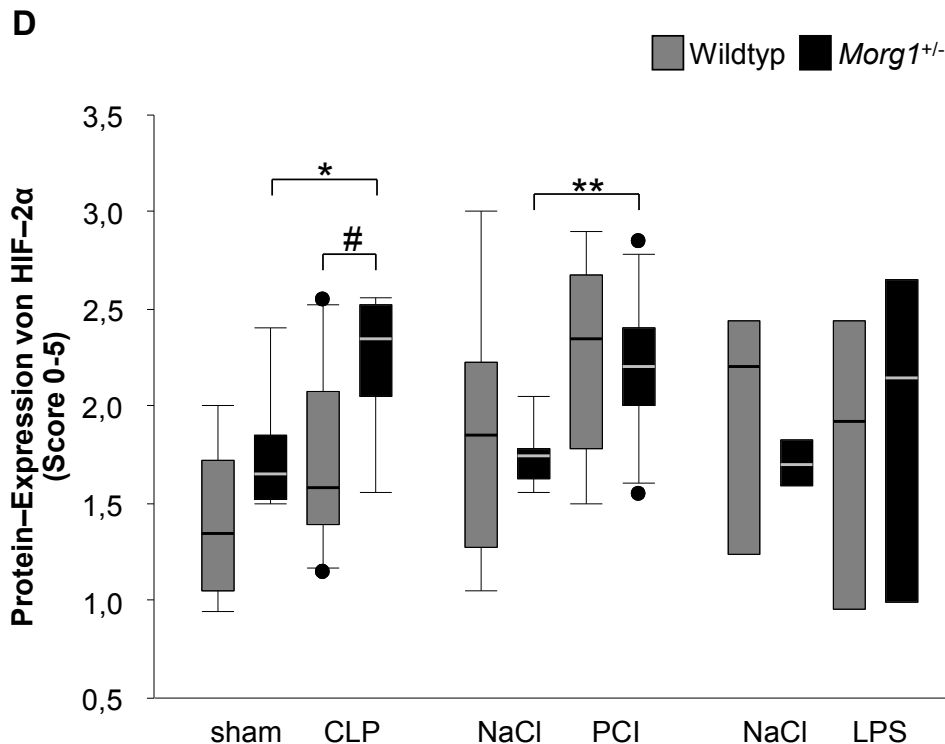 D
Wildtyp Morg1+/-
Protein–Expression von HIF–2α
(Score 0-5)
3,5
3,0
2,5
2,0
1,5
1,0
0,5
*
#
**
sham CLP NaCl PCI NaCl LPS